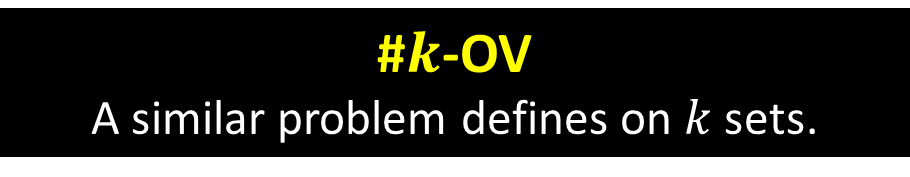 #k-OV
A similar problem defines on k sets.